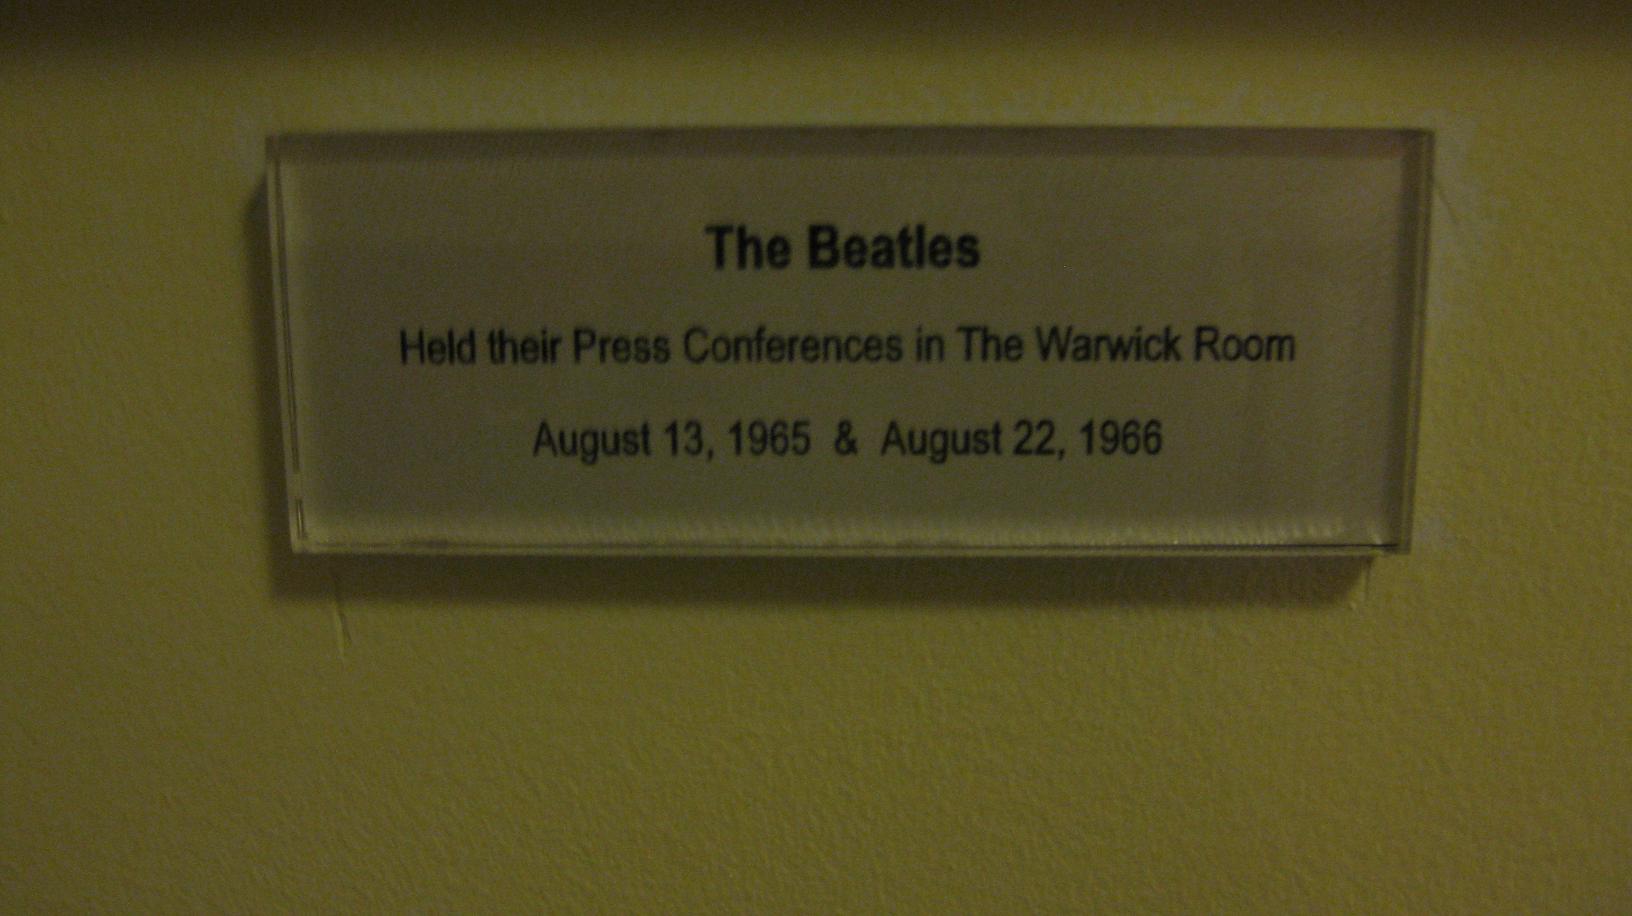 The Beatles
Held their Press Conferences in The Warwick Room
August 13, 1965 & August 22, 1966